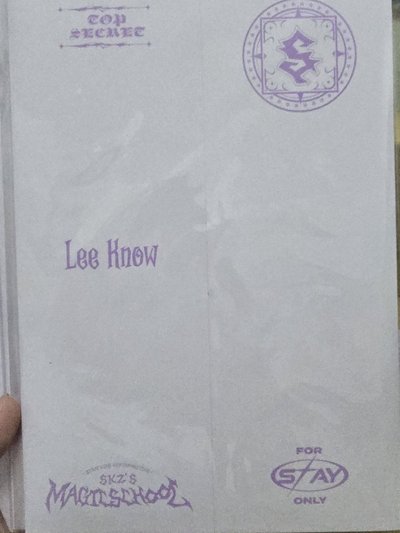 TOP
SECRET
S
Lee Know
SKZ'S
MAGIC SCHOOL
FOR
STAY
ONLY